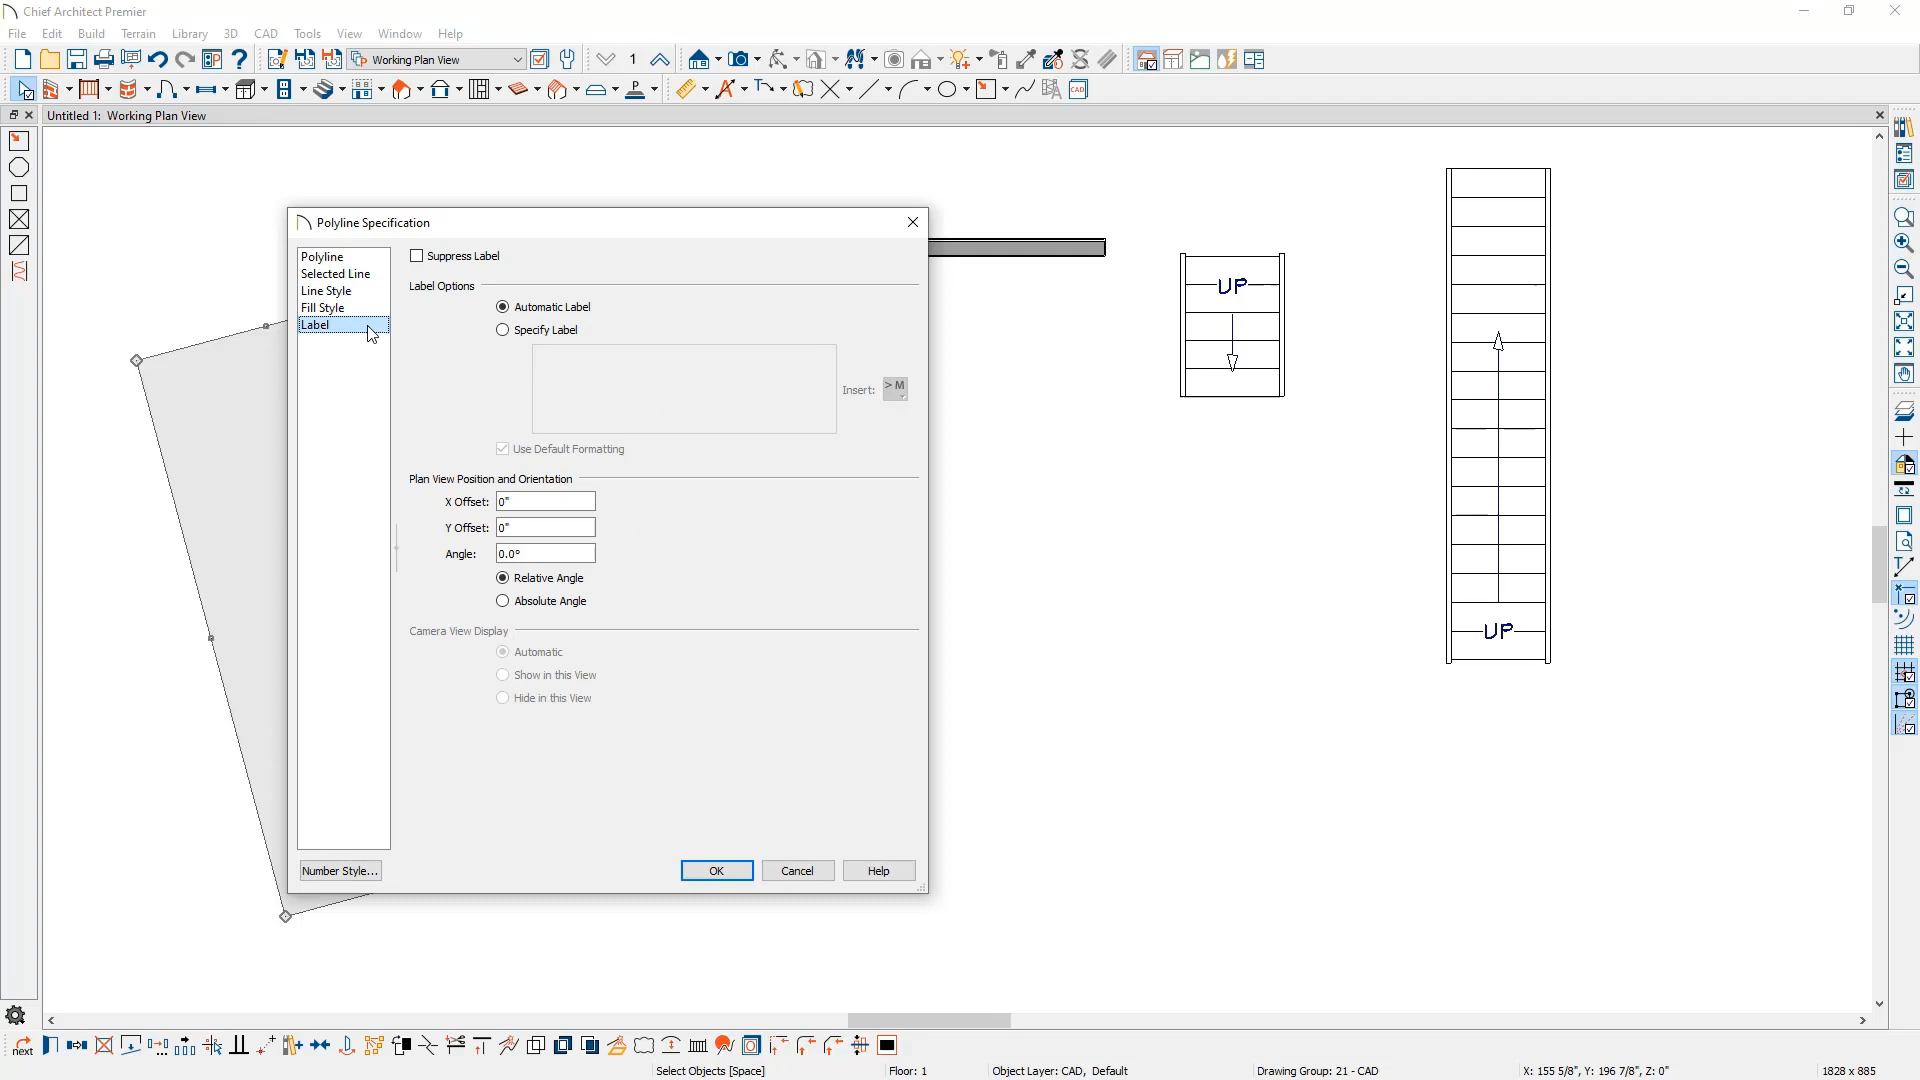 Chief Architect Premier
File Edit Build Terrain Library 3D CAD Tools View Window Help
Working Plan View
1
Untitled 1: Working Plan View
Polyline Specification
Polyline
Selected Line
Line Style
Fill Style
Label
Suppress Label
Label Options
Automatic Label
Specify Label
Insert: > M
Use Default Formatting
Plan View Position and Orientation
X Offset: 0"
Y Offset: 0"
Angle: 0.0°
Relative Angle
Absolute Angle
Camera View Display
Automatic
Show in this View
Hide in this View
Number Style...
OK
Cancel
Help
UP
UP
CAD
next
Select Objects [Space]
Floor: 1
Object Layer: CAD, Default
Drawing Group: 21 - CAD
X: 155 5/8", Y: 196 7/8", Z: 0"
1828 x 885